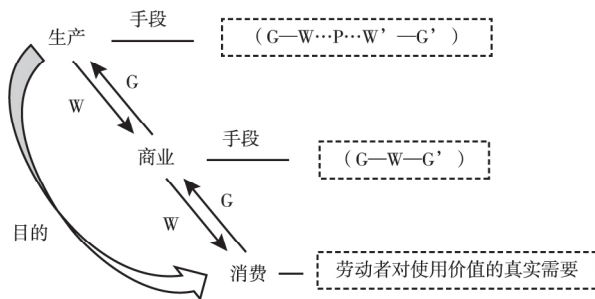 生产 手段 （G—W…P…W’—G’）
G
W
商业 手段 （G—W—G’）
G
W
目的
消费 劳动者对使用价值的真实需要